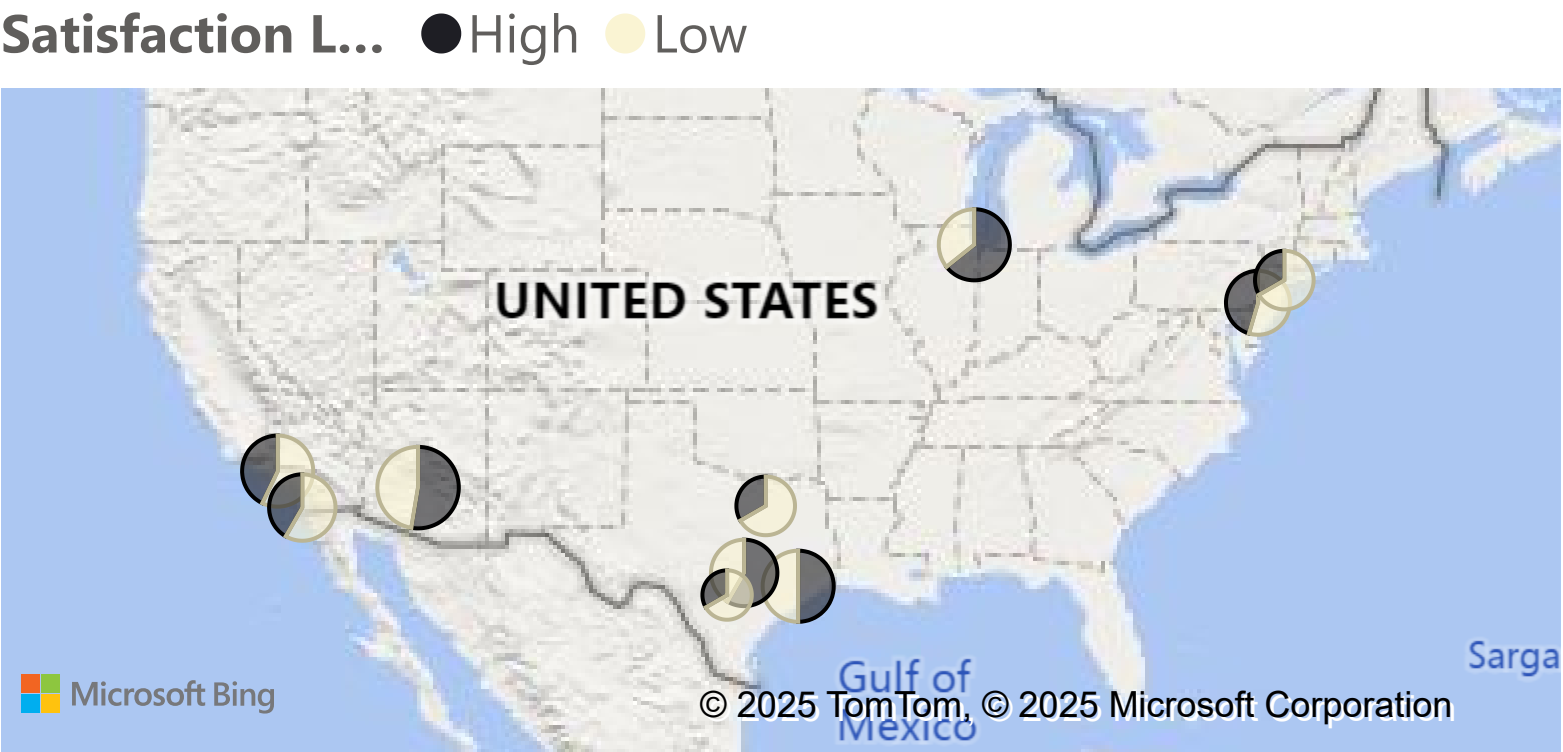 Satisfaction L... High Low
UNITED STATES
Gulf of
Mexico
Sarga
Microsoft Bing
© 2025 TomTom, © 2025 Microsoft Corporation